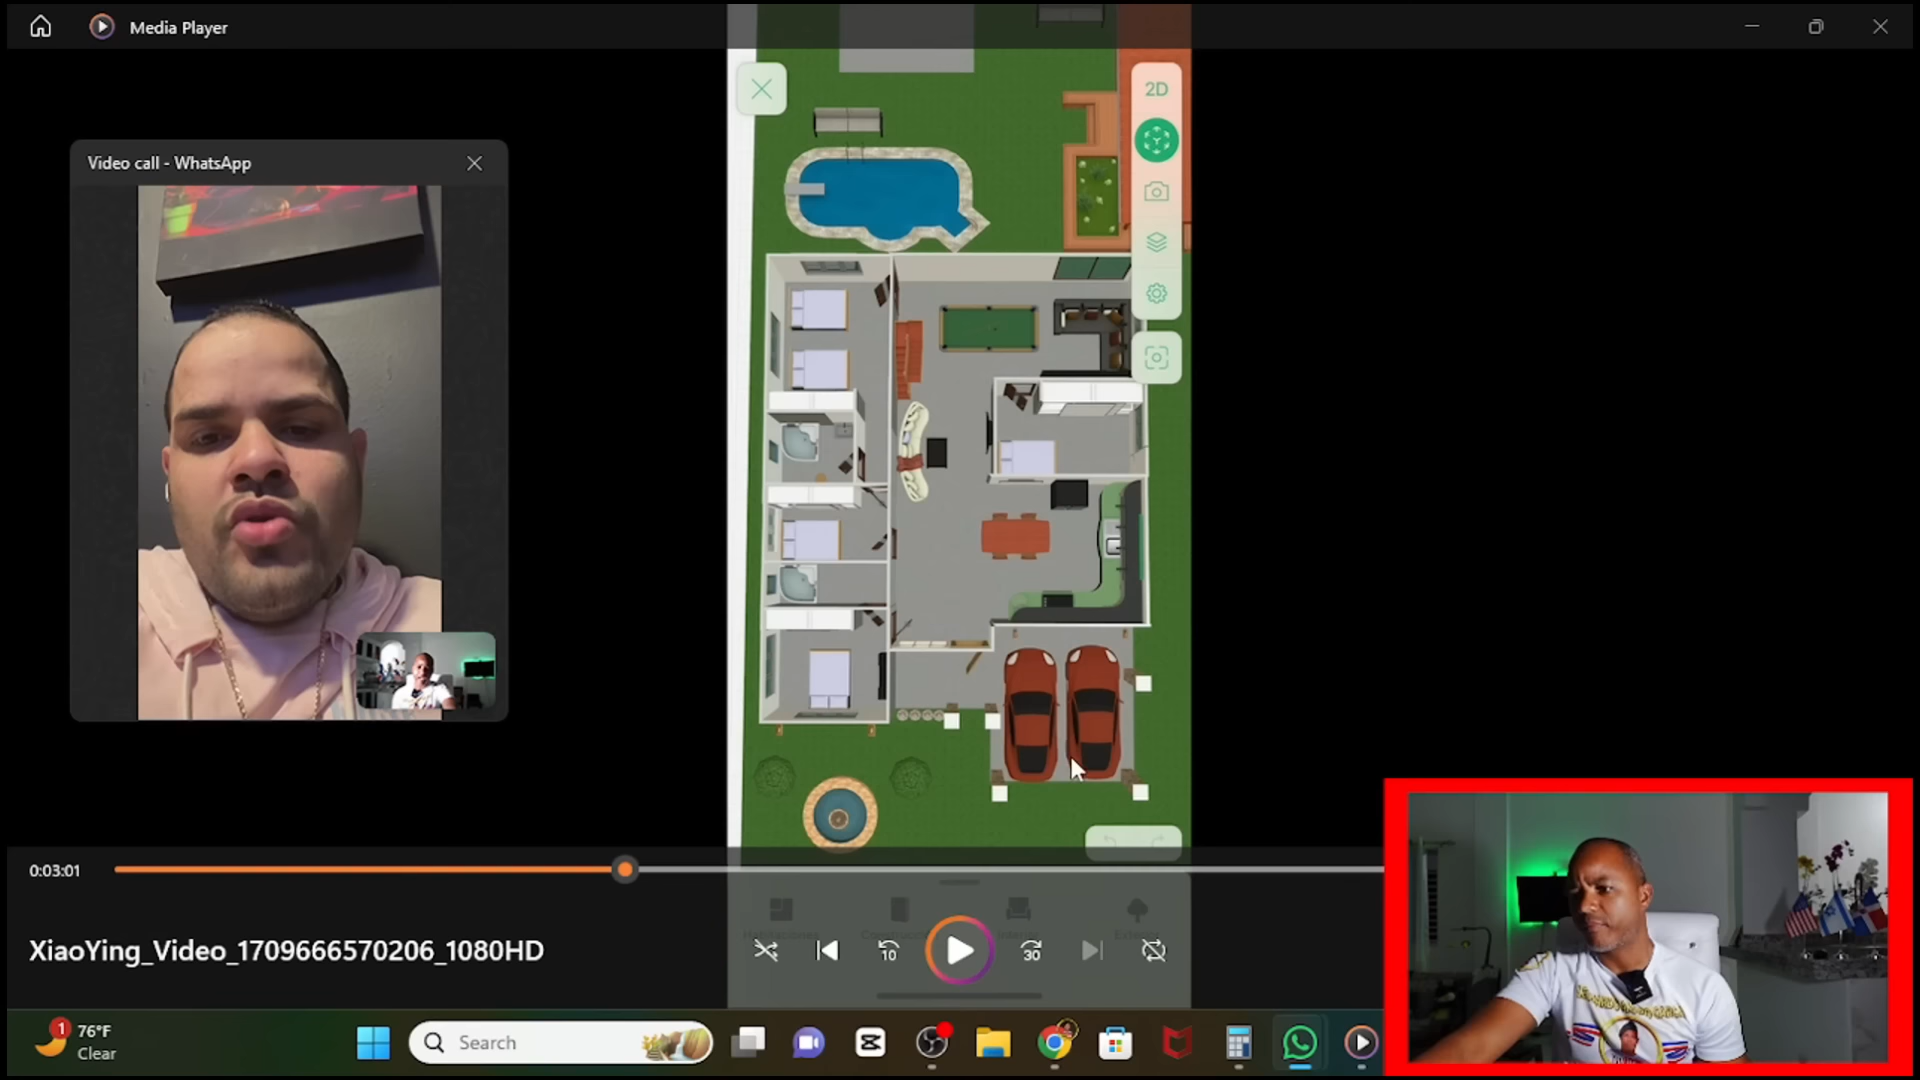 Media Player
2D
Video call - WhatsApp
0:03:01
XiaoYing_Video_1709666570206_1080HD
10
30
1
76°F
Clear
Search